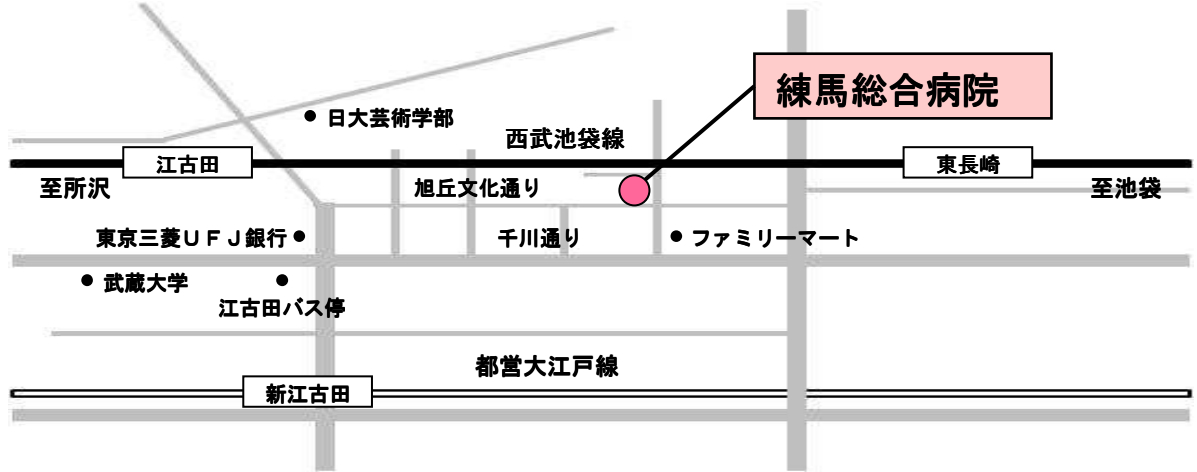 練馬総合病院
日大芸術学部
西武池袋線
江古田
東長崎
至所沢
旭丘文化通り
至池袋
東京三菱UFJ銀行
千川通り
ファミリーマート
武蔵大学
江古田バス停
都営大江戸線
新江古田